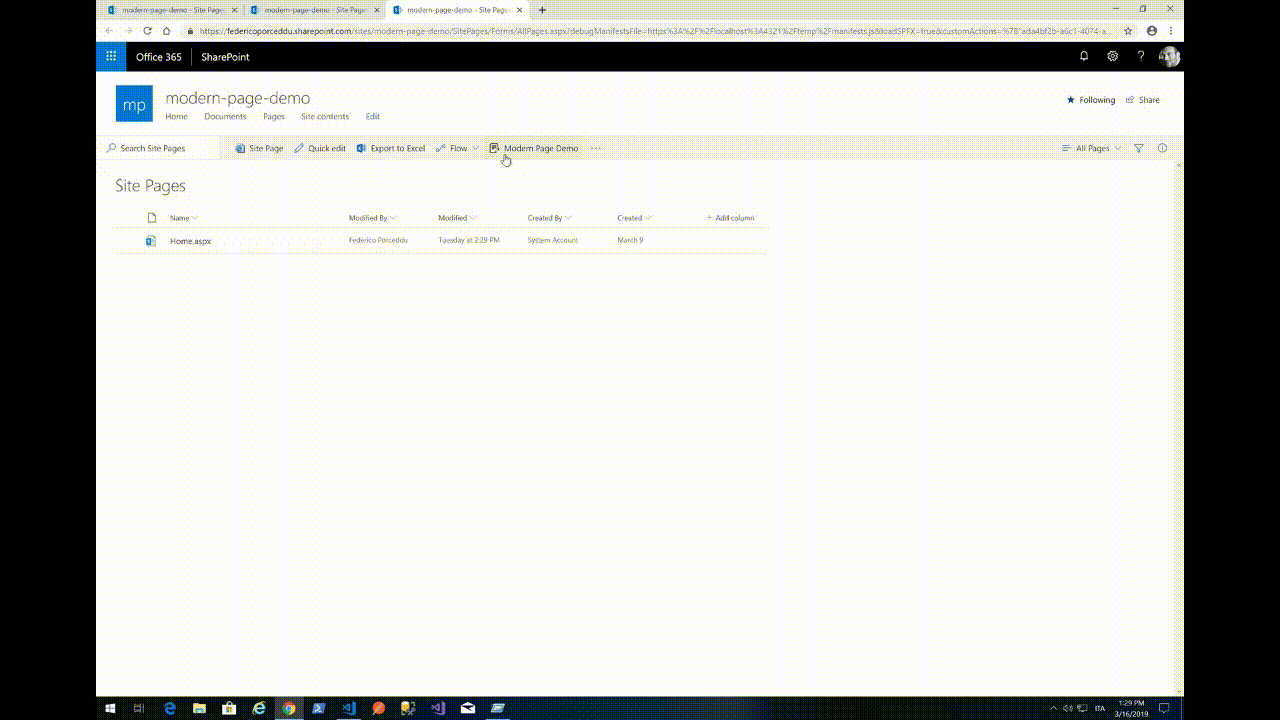 modern-page-demo - Site Pages
modern-page-demo - Site Pages
modern-page-demo - Site Pages
https://federicoporceddu.sharepoint.com/sites/modern-page-demo/SitePages/Forms/AllPages.aspx?debugManifestsFile=https%3A%2F%2Flocalhost%3A4321%2Ftemp%2Fmanifests.js&loadSPFX=true&customActions=%7B"ada4bf2b-a6c1-4074-a...
Office 365
SharePoint
?
mp
modern-page-demo
Following
Share
Home
Documents
Pages
Site contents
Edit
Search Site Pages
Site Page
Quick edit
Export to Excel
Flow
Modern Page Demo
...
All Pages
Site Pages
Name
Modified By
Modified
Created By
Created
+ Add column
Home.aspx
Federico Porceddu
Tuesday at 2:29 PM
System Account
March 9
ITA
1:29 PM
3/16/2019